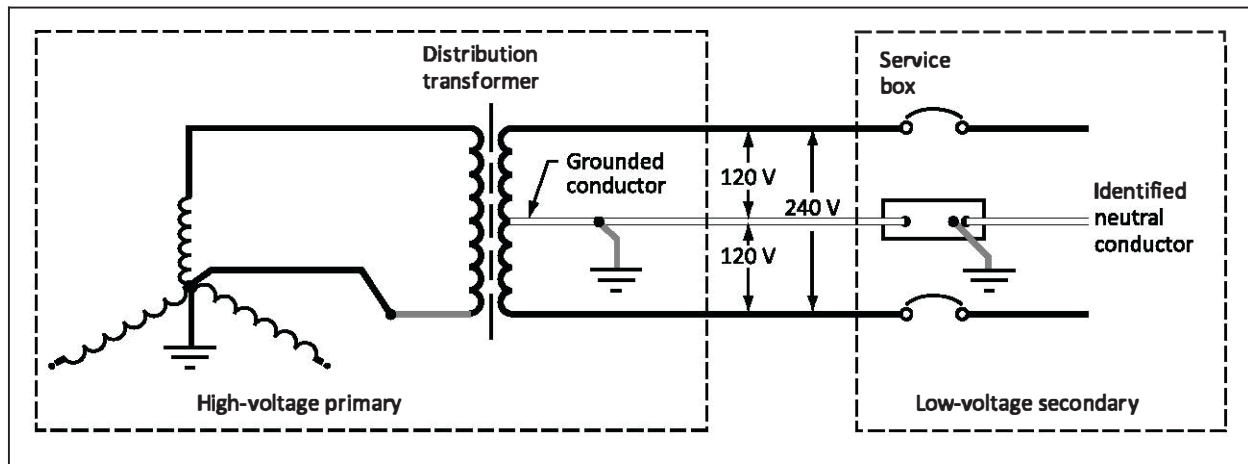 Distribution
transformer
Service
box
Grounded
conductor
120 V
240 V
120 V
Identified
neutral
conductor
High-voltage primary
Low-voltage secondary